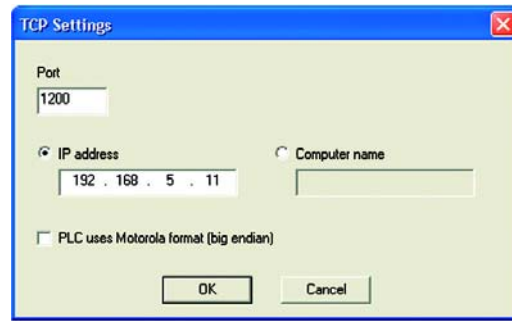 TCP Settings
Port
1200
IP address
Computer name
192 . 168 . 5 . 11
PLC uses Motorola format (big endian)
OK
Cancel